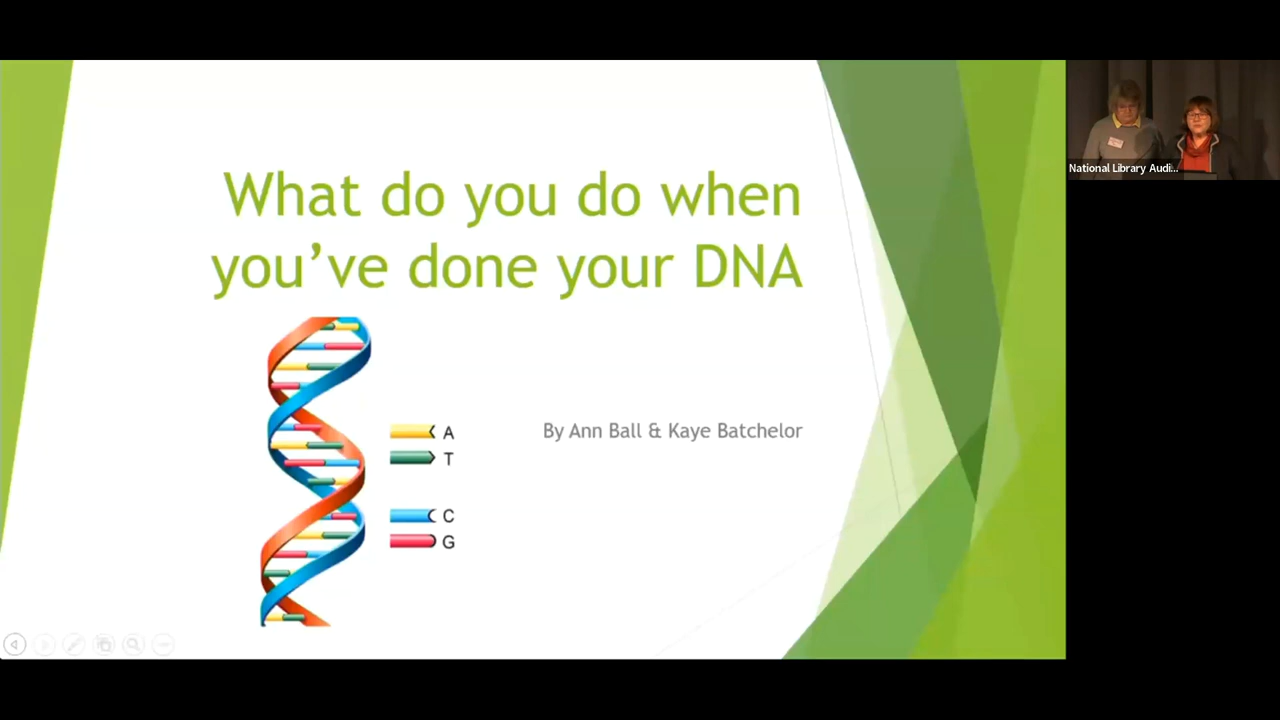 What do you do when
you’ve done your DNA
By Ann Ball & Kaye Batchelor
A
T
C
G
National Library Audi...